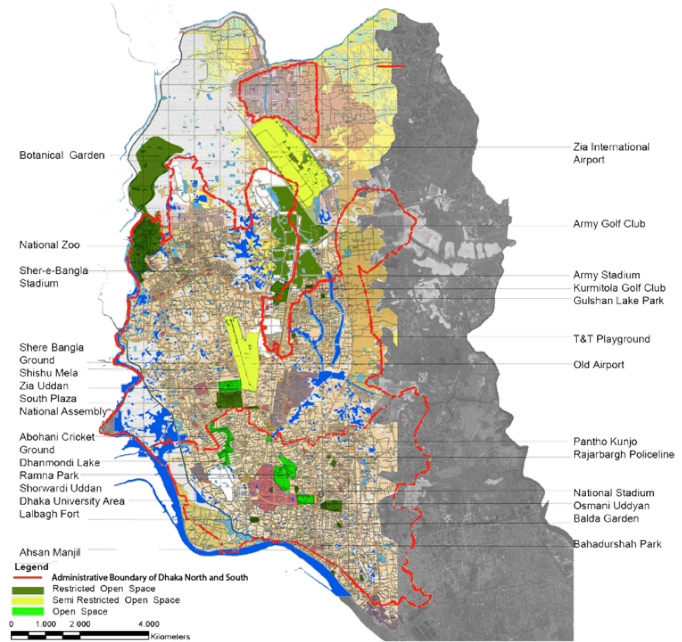 Botanical Garden
National Zoo
Sher-e-Bangla
Stadium
Shere Bangla
Ground
Shishu Mela
Zia Uddan
South Plaza
National Assembly
Abohani Cricket
Ground
Dhanmondi Lake
Ramna Park
Shorwardi Uddan
Dhaka University Area
Lalbagh Fort
Ahsan Manjil
Zia International
Airport
Army Golf Club
Army Stadium
Kurmitola Golf Club
Gulshan Lake Park
T&T Playground
Old Airport
Pantho Kunjo
Rajarbargh Policeline
National Stadium
Osmani Uddyan
Balda Garden
Bahadurshah Park
Legend
Administrative Boundary of Dhaka North and South
Restricted Open Space
Semi Restricted Open Space
Open Space
0 1.000 2.000 4.000
Kilometers